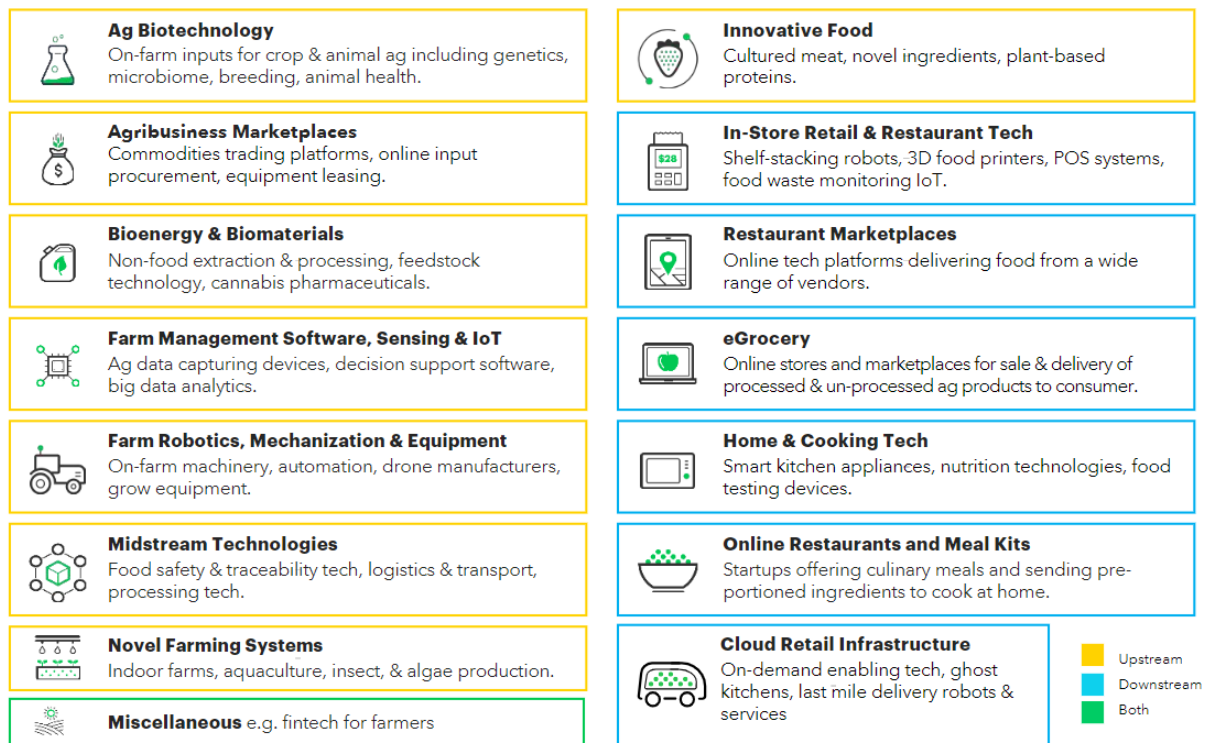 Ag Biotechnology
On-farm inputs for crop & animal ag including genetics,
microbiome, breeding, animal health.
Agribusiness Marketplaces
Commodities trading platforms, online input
procurement, equipment leasing.
Bioenergy & Biomaterials
Non-food extraction & processing, feedstock
technology, cannabis pharmaceuticals.
Farm Management Software, Sensing & IoT
Ag data capturing devices, decision support software,
big data analytics.
Farm Robotics, Mechanization & Equipment
On-farm machinery, automation, drone manufacturers,
grow equipment.
Midstream Technologies
Food safety & traceability tech, logistics & transport,
processing tech.
Novel Farming Systems
Indoor farms, aquaculture, insect, & algae production.
Miscellaneous e.g. fintech for farmers
Innovative Food
Cultured meat, novel ingredients, plant-based
proteins.
$28
In-Store Retail & Restaurant Tech
Shelf-stacking robots, 3D food printers, POS systems,
food waste monitoring IoT.
Restaurant Marketplaces
Online tech platforms delivering food from a wide
range of vendors.
eGrocery
Online stores and marketplaces for sale & delivery of
processed & un-processed ag products to consumer.
Home & Cooking Tech
Smart kitchen appliances, nutrition technologies, food
testing devices.
Online Restaurants and Meal Kits
Startups offering culinary meals and sending pre-
portioned ingredients to cook at home.
Cloud Retail Infrastructure
On-demand enabling tech, ghost
kitchens, last mile delivery robots &
services
Upstream
Downstream
Both
$